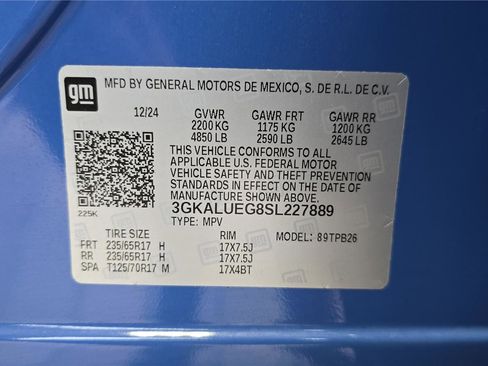 gm
MFD BY GENERAL MOTORS DE MEXICO, S. DE R.L. DE C.V.
12/24 GVWR GAWR FRT GAWR RR
2200 KG 1175 KG 1200 KG
4850 LB 2590 LB 2645 LB
THIS VEHICLE CONFORMS TO ALL
APPLICABLE U.S. FEDERAL MOTOR
VEHICLE SAFETY AND THEFT PREVENTION
STANDARDS IN EFFECT ON THE DATE OF
MANUFACTURE SHOWN ABOVE.
225K
3GKALUEG8SL227889
TYPE: MPV MODEL: 89TPB26
TIRE SIZE RIM
FRT 235/65R17 H 17X7.5J
RR 235/65R17 H 17X7.5J
SPA T125/70R17 M 17X4BT